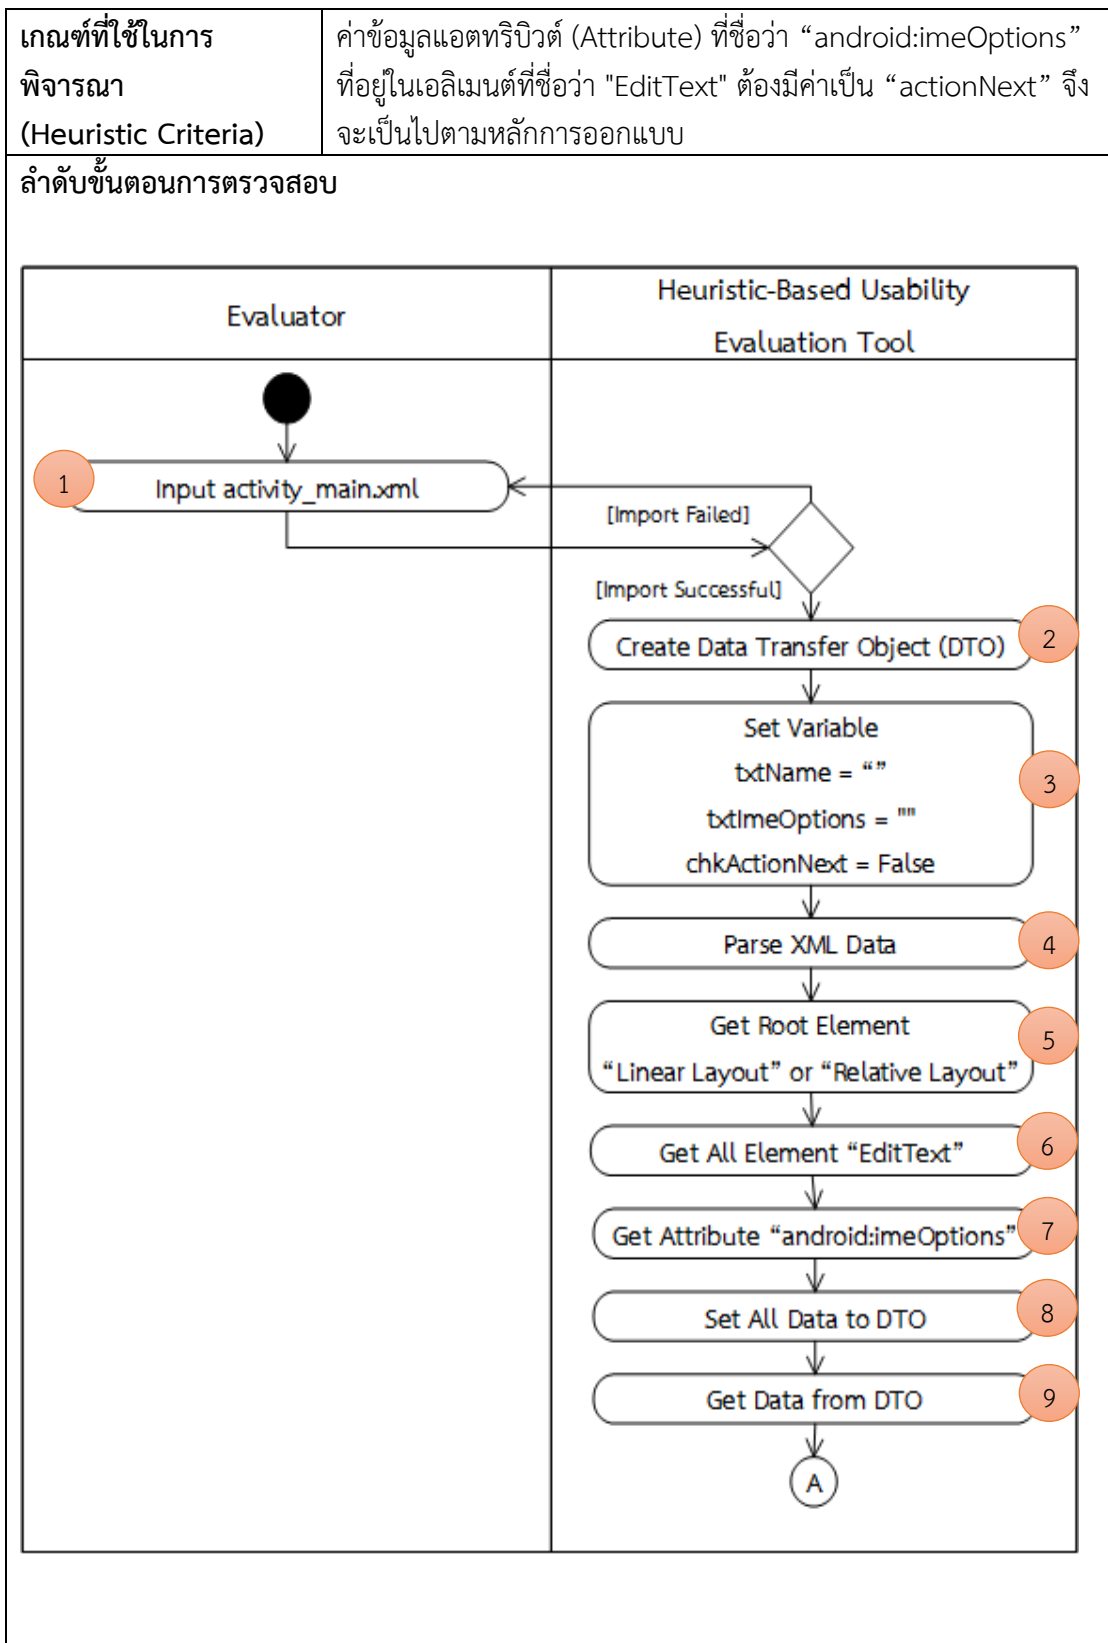 เกณฑ์ที่ใช้ในการ
พิจารณา
(Heuristic Criteria)
ค่าข้อมูลแอตทริบิวต์ (Attribute) ที่ชื่อว่า “android:imeOptions”
ที่อยู่ในเอลิเมนต์ที่ชื่อว่า "EditText" ต้องมีค่าเป็น “actionNext” จึง
จะเป็นไปตามหลักการออกแบบ
ลำดับขั้นตอนการตรวจสอบ
Evaluator
Heuristic-Based Usability
Evaluation Tool
1
Input activity_main.xml
[Import Failed]
[Import Successful]
Create Data Transfer Object (DTO)
2
Set Variable
txtName = “”
txtImeOptions = ""
chkActionNext = False
3
Parse XML Data
4
Get Root Element
“Linear Layout” or “Relative Layout”
5
Get All Element “EditText”
6
Get Attribute “android:imeOptions”
7
Set All Data to DTO
8
Get Data from DTO
9
A